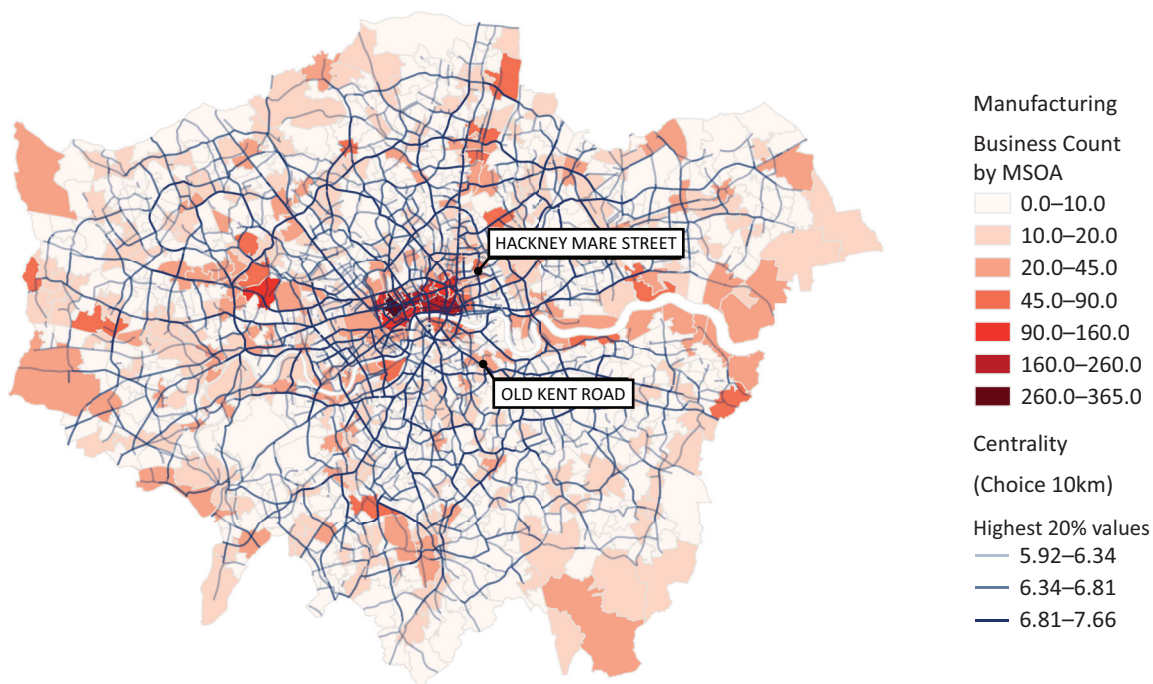 HACKNEY MARE STREET
OLD KENT ROAD
Manufacturing
Business Count
by MSOA
0.0–10.0
10.0–20.0
20.0–45.0
45.0–90.0
90.0–160.0
160.0–260.0
260.0–365.0
Centrality
(Choice 10km)
Highest 20% values
5.92–6.34
6.34–6.81
6.81–7.66